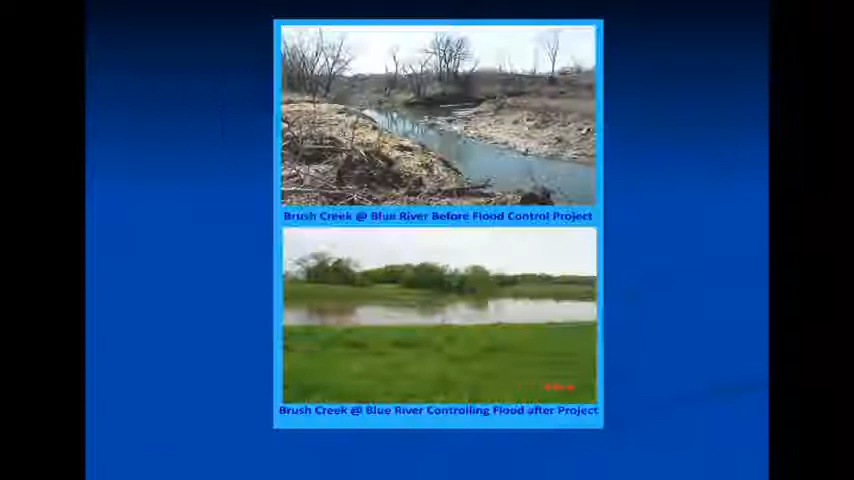 Brush Creek @ Blue River Before Flood Control Project
Brush Creek @ Blue River Controlling Flood after Project